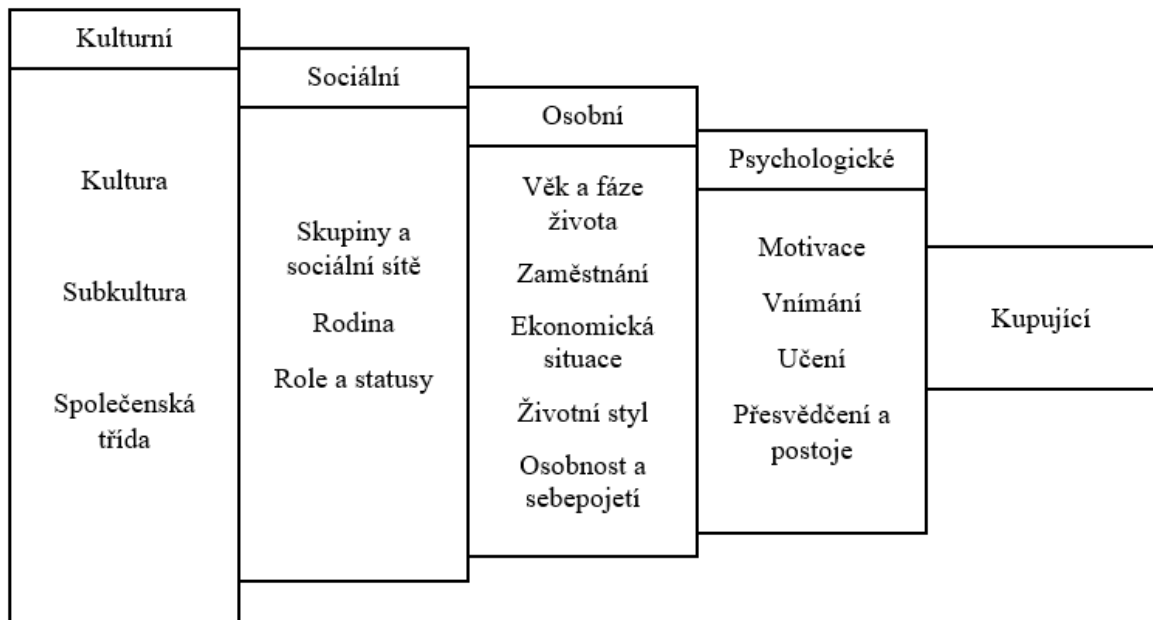 Kulturní
Kultura
Subkultura
Společenská
třída
Sociální
Skupiny a
sociální sítě
Rodina
Role a statusy
Osobní
Věk a fáze
života
Zaměstnání
Ekonomická
situace
Životní styl
Osobnost a
sebepojetí
Psychologické
Motivace
Vnímání
Učení
Přesvědčení a
postoje
Kupující